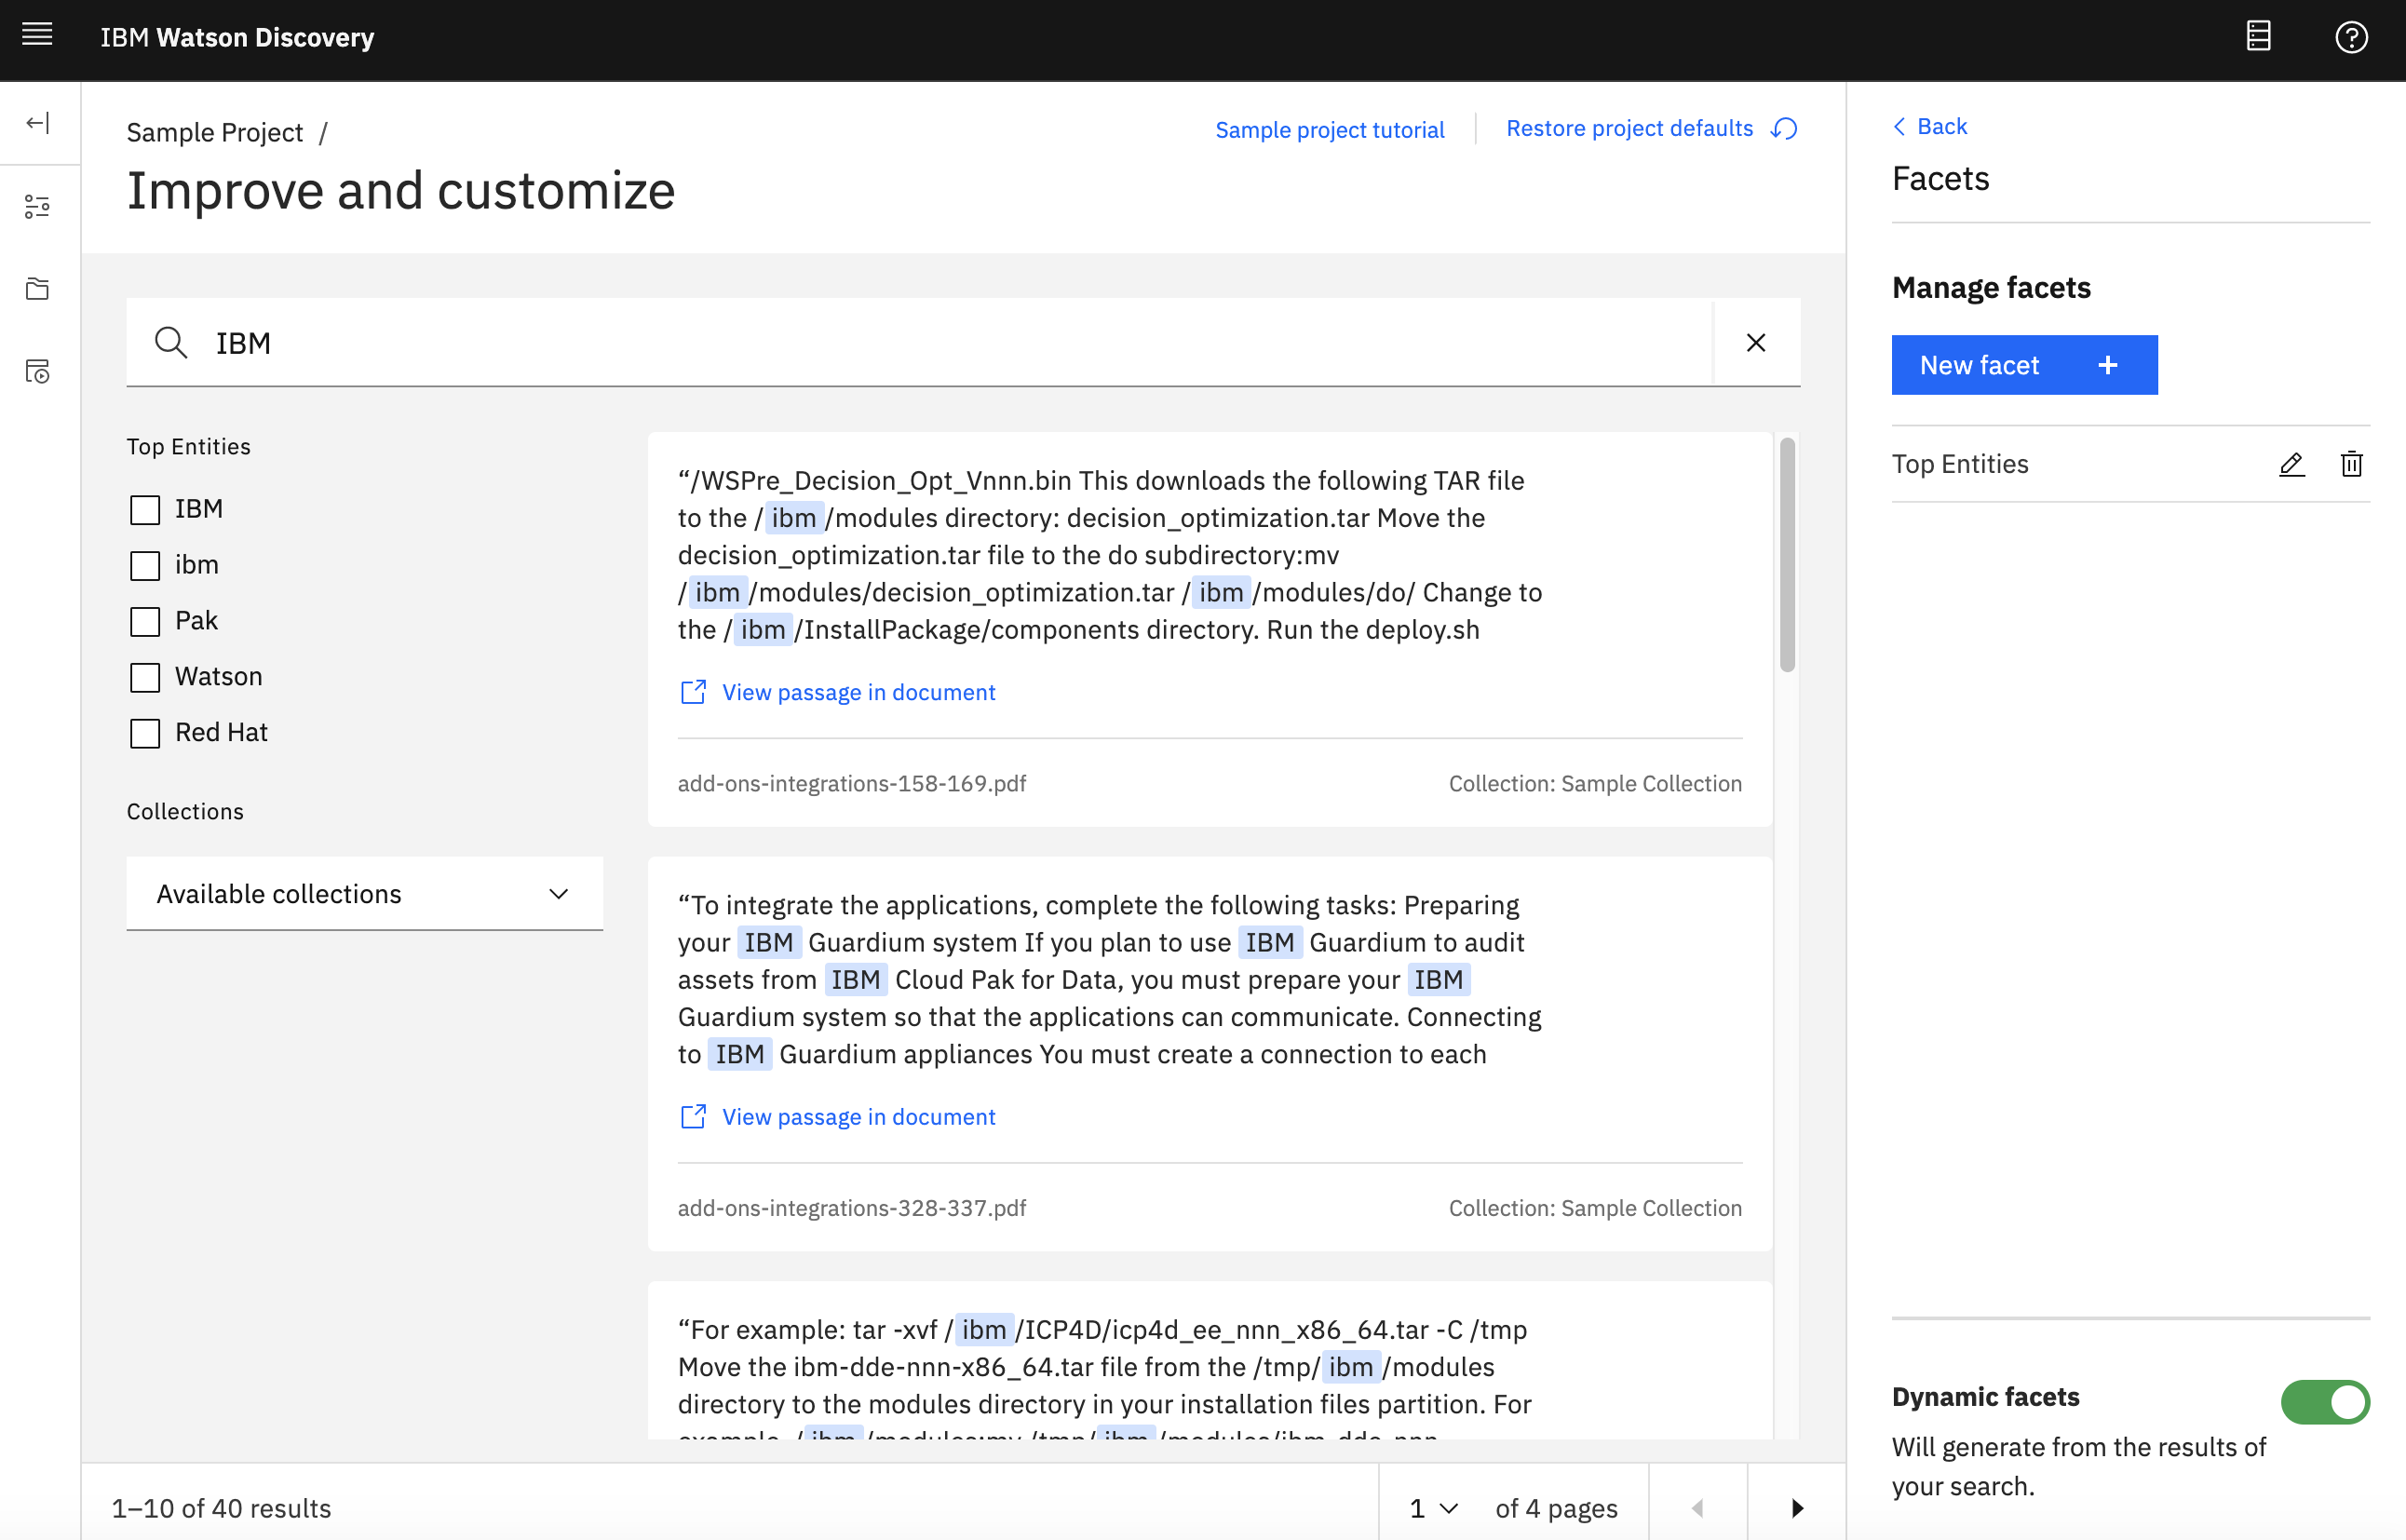 IBM Watson Discovery
Sample Project /
Improve and customize
Sample project tutorial
Restore project defaults
IBM
Top Entities
IBM
ibm
Pak
Watson
Red Hat
Collections
Available collections
“/WSPre_Decision_Opt_Vnnn.bin This downloads the following TAR file
to the / ibm /modules directory: decision_optimization.tar Move the
decision_optimization.tar file to the do subdirectory:mv
/ ibm /modules/decision_optimization.tar / ibm /modules/do/ Change to
the / ibm /InstallPackage/components directory. Run the deploy.sh
View passage in document
add-ons-integrations-158-169.pdf
Collection: Sample Collection
“To integrate the applications, complete the following tasks: Preparing
your IBM Guardium system If you plan to use IBM Guardium to audit
assets from IBM Cloud Pak for Data, you must prepare your IBM
Guardium system so that the applications can communicate. Connecting
to IBM Guardium appliances You must create a connection to each
View passage in document
add-ons-integrations-328-337.pdf
Collection: Sample Collection
“For example: tar -xvf / ibm /ICP4D/icp4d_ee_nnn_x86_64.tar -C /tmp
Move the ibm-dde-nnn-x86_64.tar file from the /tmp/ ibm /modules
directory to the modules directory in your installation files partition. For
example, / ibm /modules:mv /tmp/ ibm /modules/ibm-dde-nnn-
1–10 of 40 results
1
of 4 pages
Back
Facets
Manage facets
New facet +
Top Entities
Dynamic facets
Will generate from the results of
your search.